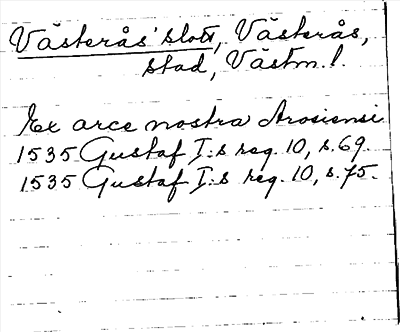 Västerås slott, Västerås,
stad, Västm. l.
Ex arce nostra Arosiensi
1535 Gustaf I:s reg. 10, s. 69.
1535 Gustaf I:s reg. 10, s. 75.